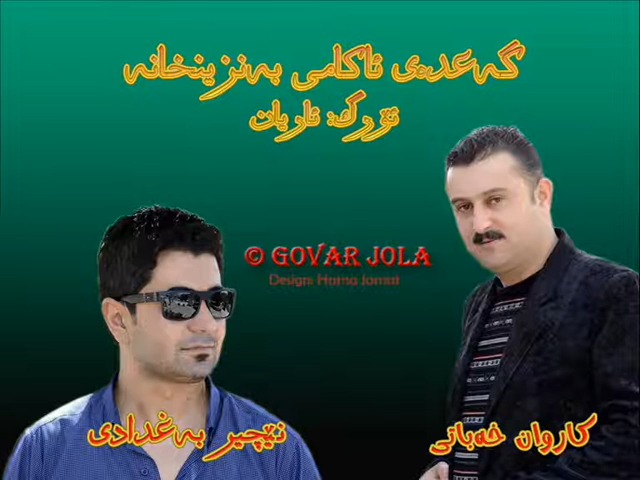 گەعدەی ئاکامی بەنزینخانە
ئۆرگ: ئاریان
© GOVAR JOLA
Design: Hama Jamal
نێچیر بەغدادی
کاروان خەباتی